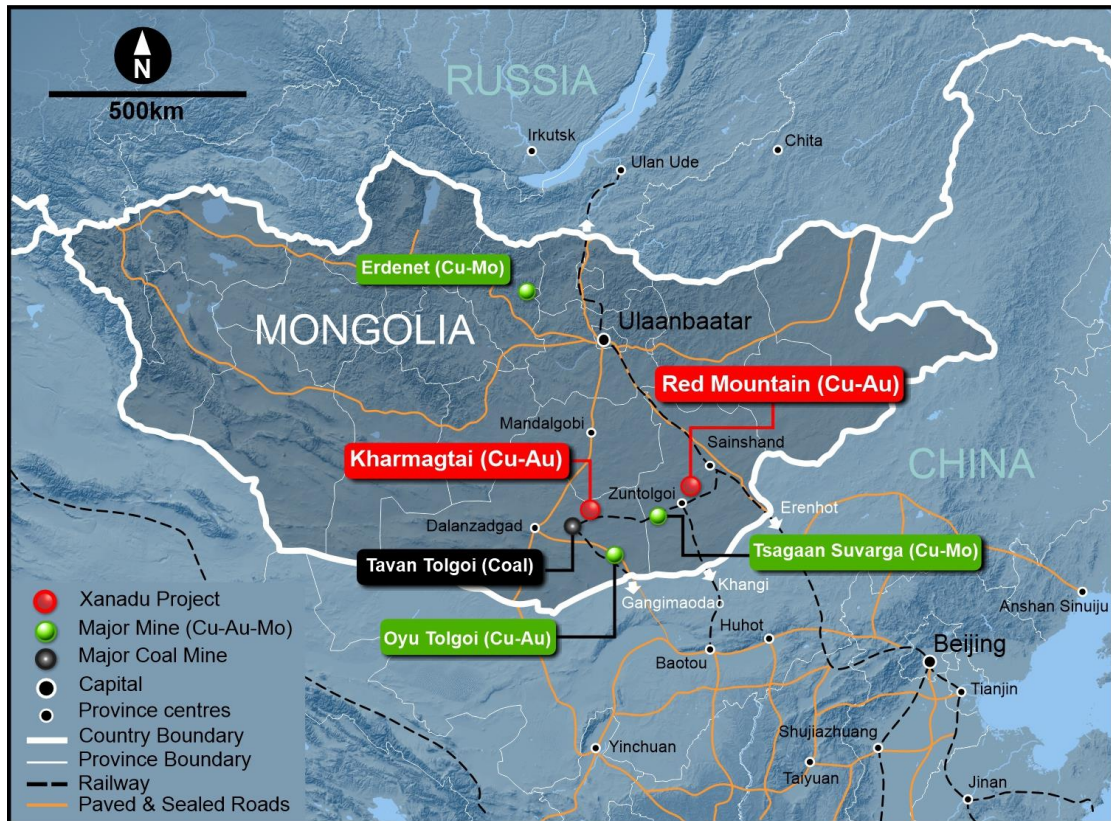 N
500km
RUSSIA
Irkutsk
Ulan Ude
Chita
Erdenet (Cu-Mo)
MONGOLIA
Ulaanbaatar
Red Mountain (Cu-Au)
Mandalgobi
Sainshand
Kharmagtai (Cu-Au)
CHINA
Zuntolgoi
Erenhot
Dalanzadgad
Tavan Tolgoi (Coal)
Tsagaan Suvarga (Cu-Mo)
Khangi
Gangimaodao
Anshan Sinuiju
Oyu Tolgoi (Cu-Au)
Huhot
Baotou
Beijing
Tianjin
Shujiazhuang
Yinchuan
Taiyuan
Jinan
Xanadu Project
Major Mine (Cu-Au-Mo)
Major Coal Mine
Capital
Province centres
Country Boundary
Province Boundary
Railway
Paved & Sealed Roads